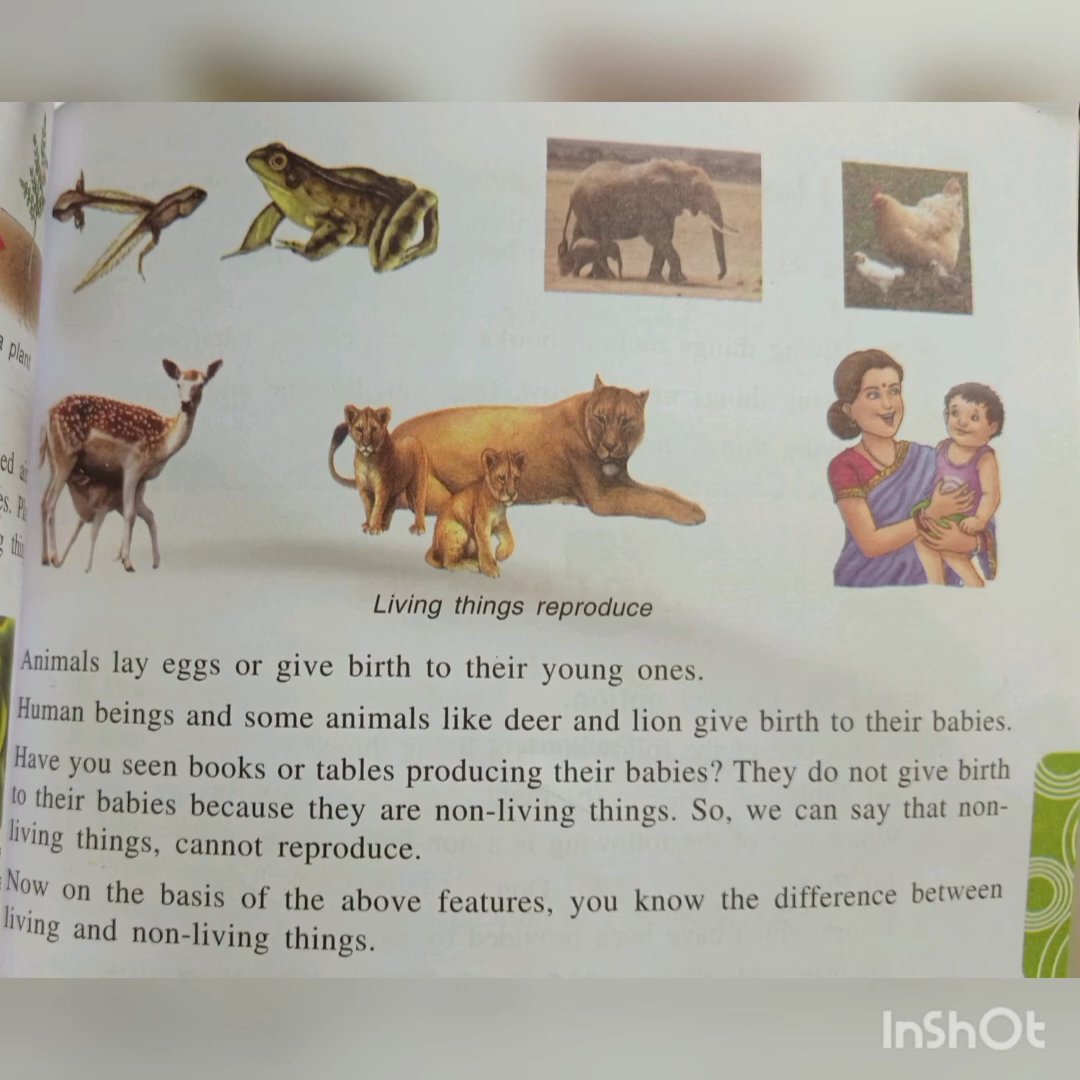 a plant
Living things reproduce
Animals lay eggs or give birth to their young ones.
Human beings and some animals like deer and lion give birth to their babies.
Have you seen books or tables producing their babies? They do not give birth
to their babies because they are non-living things. So, we can say that non-
living things, cannot reproduce.
Now on the basis of the above features, you know the difference between
living and non-living things.
InShOt